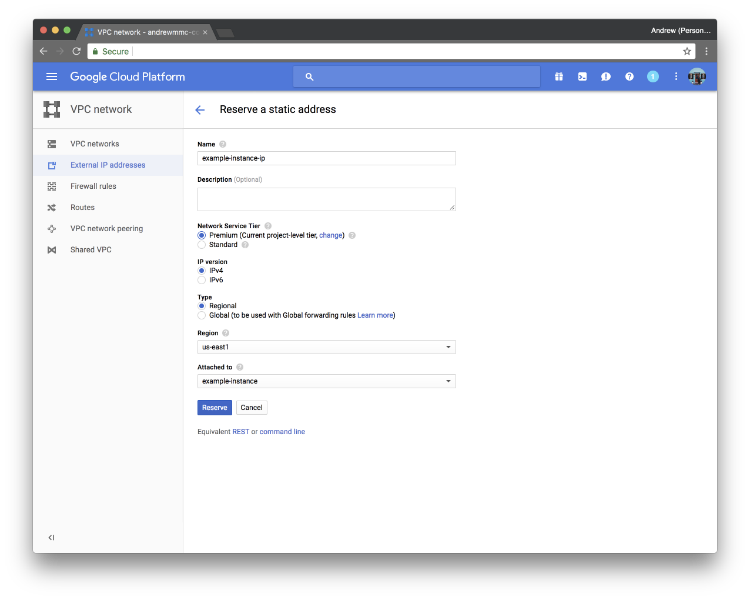 VPC network - andrewmmc-c
Andrew (Person...
Secure
Google Cloud Platform
1
VPC network
Reserve a static address
VPC networks
External IP addresses
Firewall rules
Routes
VPC network peering
Shared VPC
Name
example-instance-ip
Description (Optional)
Network Service Tier
Premium (Current project-level tier, change)
Standard
IP version
IPv4
IPv6
Type
Regional
Global (to be used with Global forwarding rules Learn more)
Region
us-east1
Attached to
example-instance
Reserve Cancel
Equivalent REST or command line